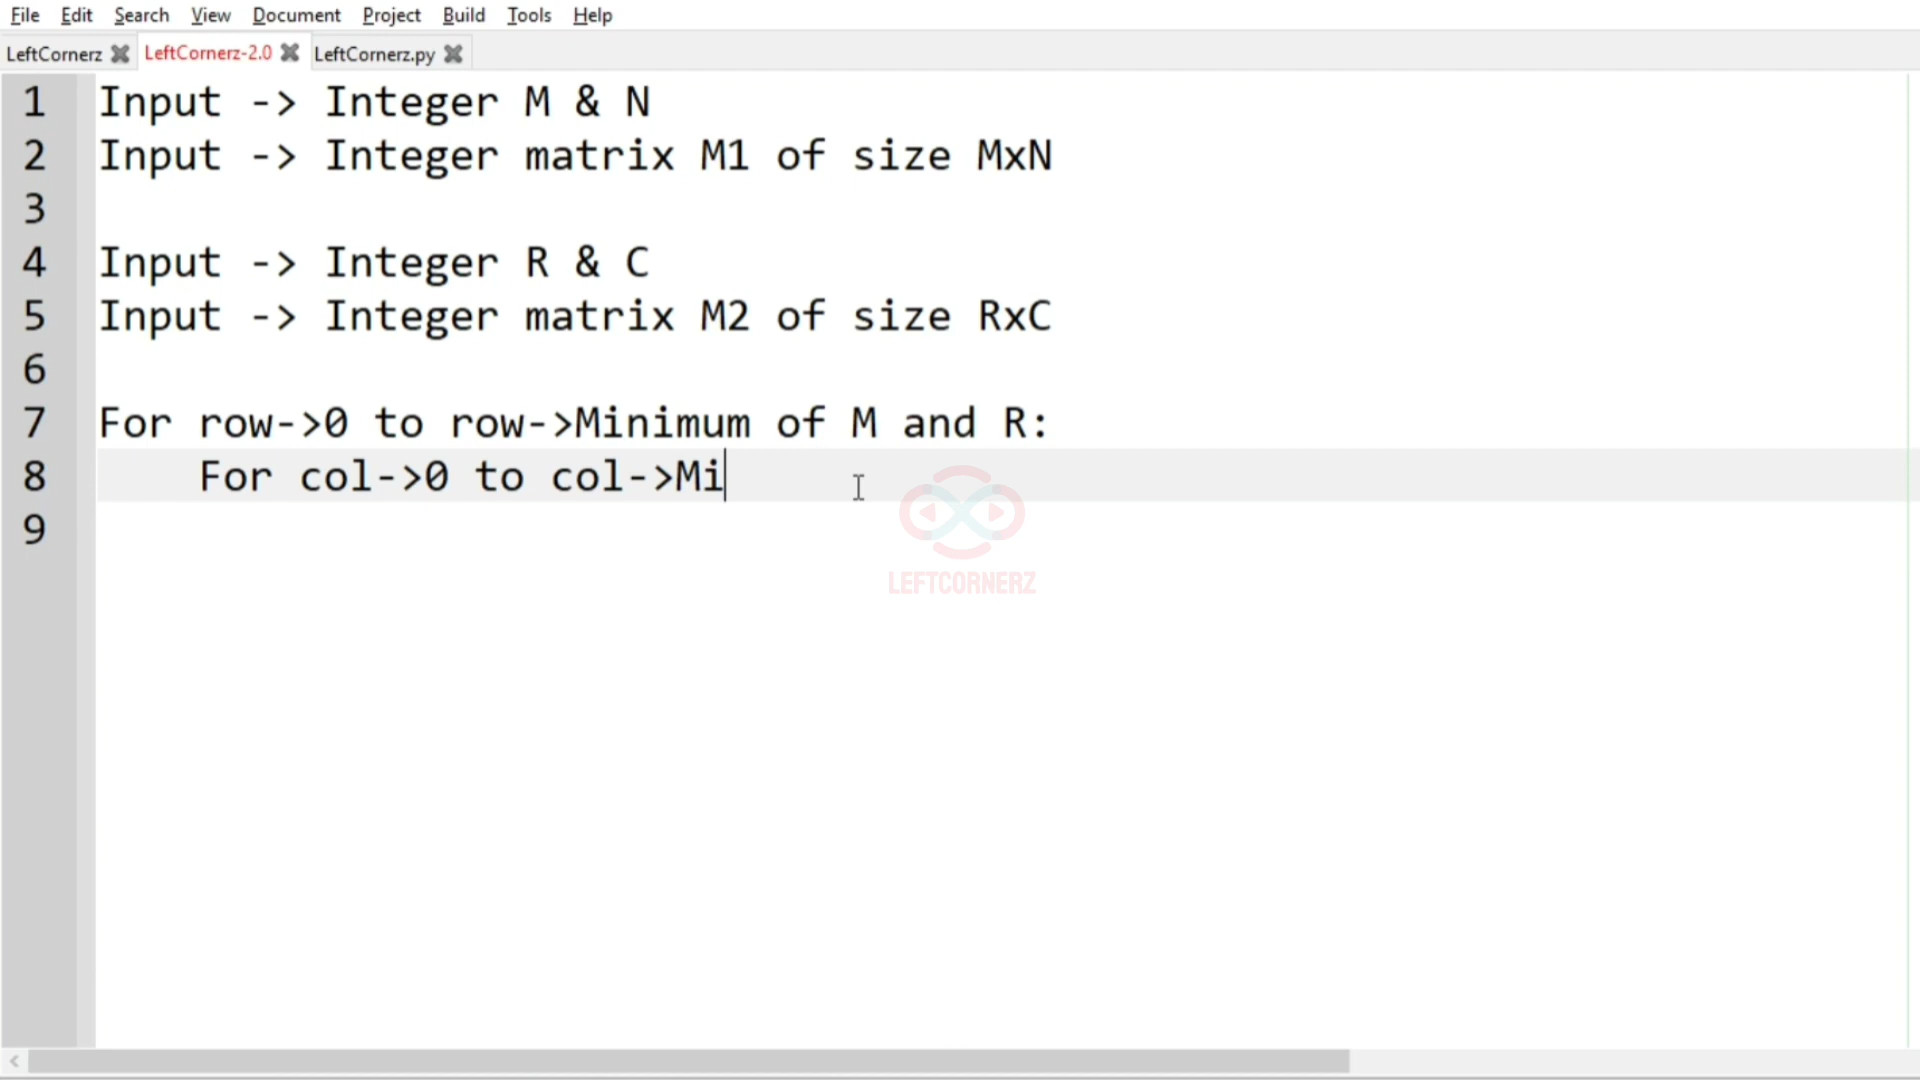 File Edit Search View Document Project Build Tools Help
LeftCornerz LeftCornerz-2.0 LeftCornerz.py
1 Input -> Integer M & N
2 Input -> Integer matrix M1 of size MxN
3
4 Input -> Integer R & C
5 Input -> Integer matrix M2 of size RxC
6
7 For row->0 to row->Minimum of M and R:
8 For col->0 to col->Mi
9
LEFTCORNERZ